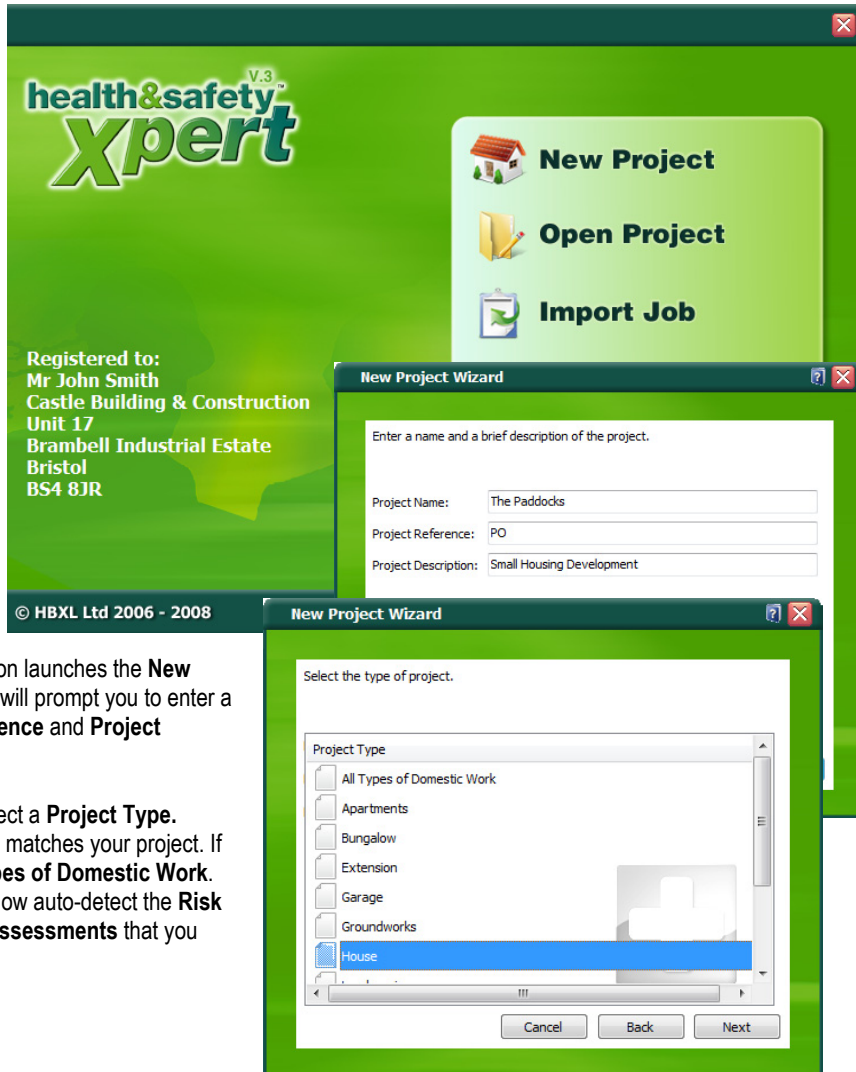 V.3
health&safety™
xpert
New Project
Open Project
Import Job
Registered to:
Mr John Smith
Castle Building & Construction
Unit 17
Brambell Industrial Estate
Bristol
BS4 8JR
© HBXL Ltd 2006 - 2008
New Project Wizard
Enter a name and a brief description of the project.
Project Name: The Paddocks
Project Reference: PO
Project Description: Small Housing Development
on launches the New
will prompt you to enter a
ence and Project
ect a Project Type.
matches your project. If
es of Domestic Work.
ow auto-detect the Risk
ssessments that you
New Project Wizard
Select the type of project.
Project Type
All Types of Domestic Work
Apartments
Bungalow
Extension
Garage
Groundworks
House
Cancel Back Next